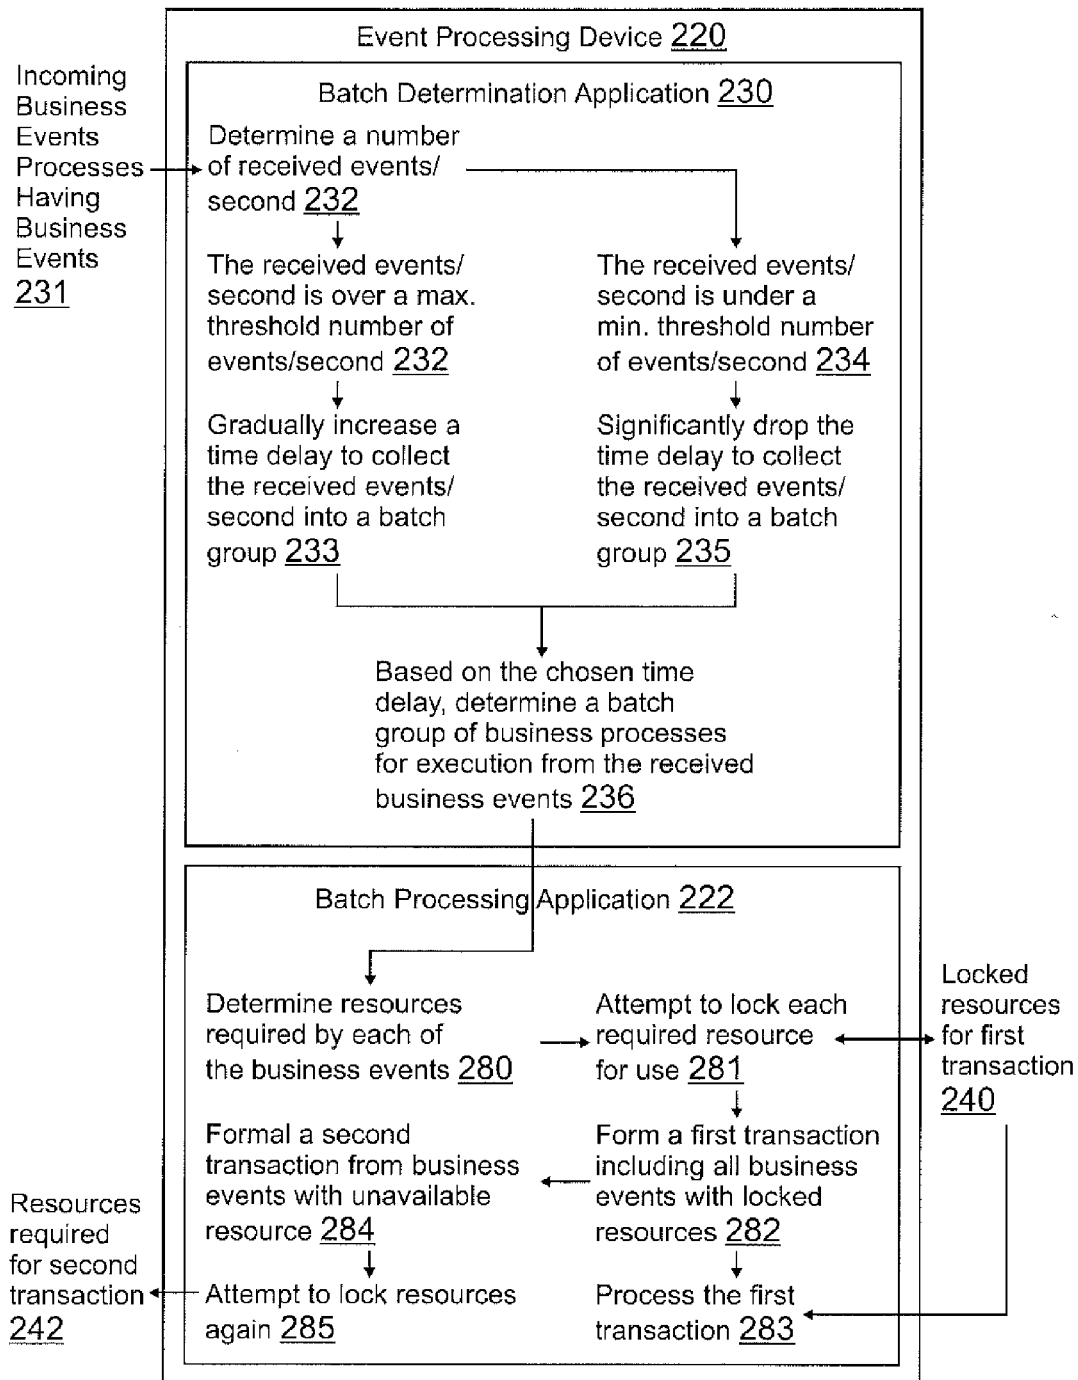 Event Processing Device 220
Incoming
Business
Events
Processes
Having
Business
Events
231
Batch Determination Application 230
Determine a number
of received events/
second 232
The received events/
second is over a max.
threshold number of
events/second 232
Gradually increase a
time delay to collect
the received events/
second into a batch
group 233
The received events/
second is under a
min. threshold number
of events/second 234
Significantly drop the
time delay to collect
the received events/
second into a batch
group 235
Based on the chosen time
delay, determine a batch
group of business processes
for execution from the received
business events 236
Batch Processing Application 222
Determine resources
required by each of
the business events 280
Attempt to lock each
required resource
for use 281
Locked
resources
for first
transaction
240
Form a first transaction
including all business
events with locked
resources 282
Formal a second
transaction from business
events with unavailable
resource 284
Process the first
transaction 283
Attempt to lock resources
again 285
Resources
required
for second
transaction
242